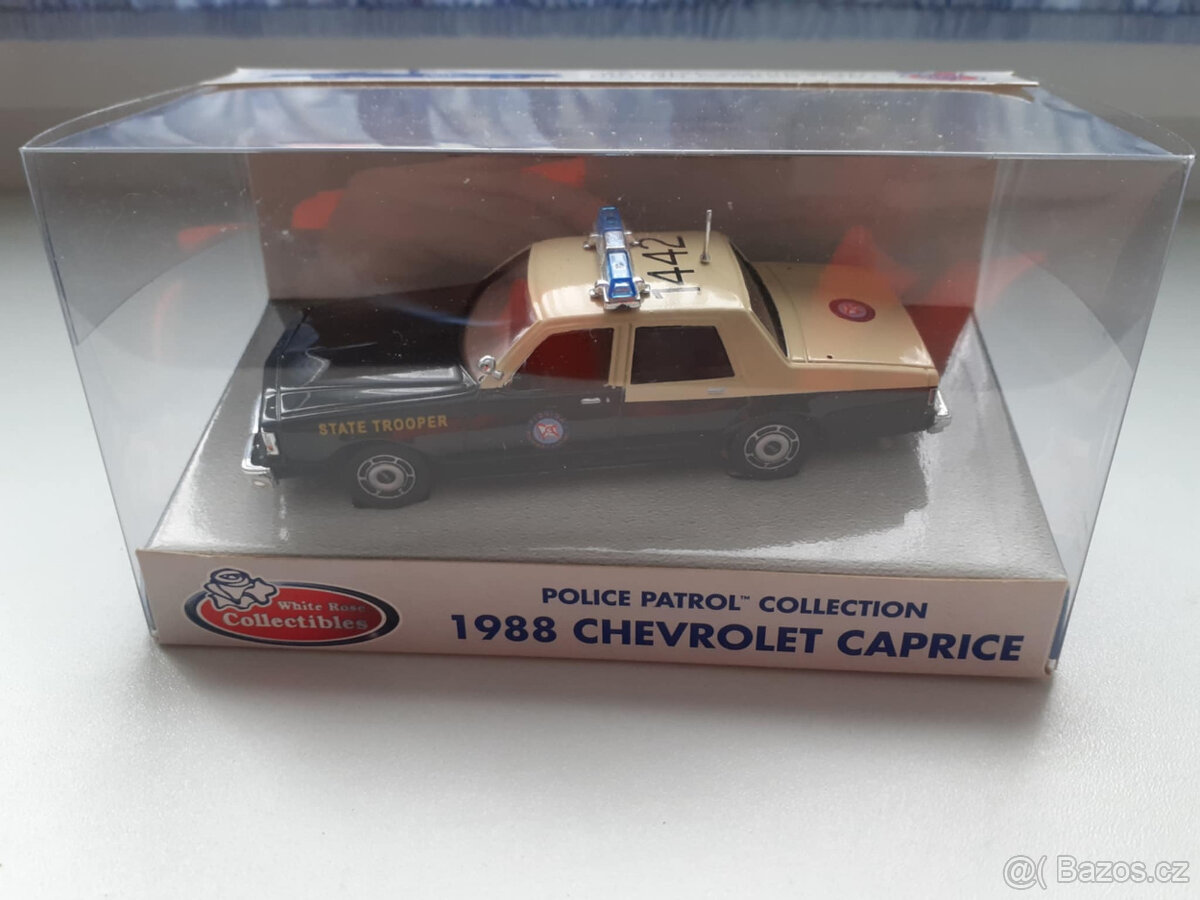 442
STATE TROOPER
White Rose
Collectibles
POLICE PATROL™ COLLECTION
1988 CHEVROLET CAPRICE
@( Bazos.cz